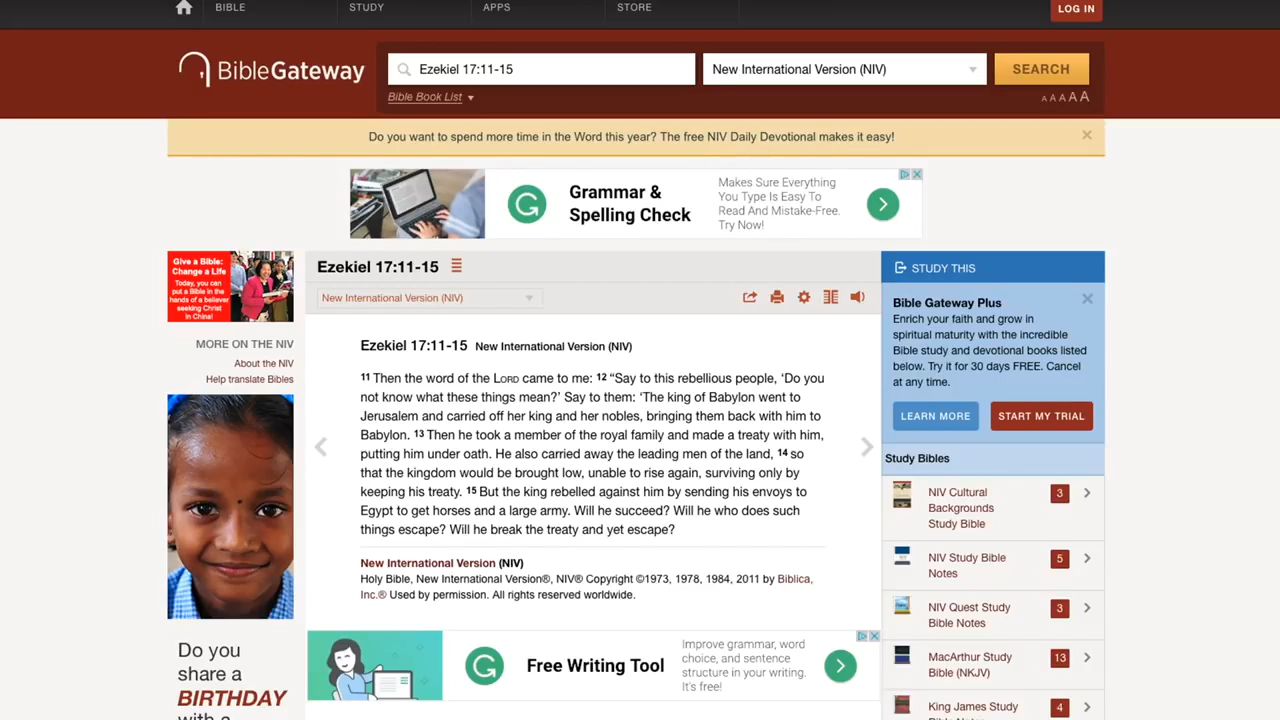 BIBLE
STUDY
APPS
STORE
LOG IN
BibleGateway
Ezekiel 17:11-15
New International Version (NIV)
SEARCH
Bible Book List
A A A A A
Do you want to spend more time in the Word this year? The free NIV Daily Devotional makes it easy!
Grammar &
Spelling Check
Makes Sure Everything
You Type Is Easy To
Read And Mistake-Free.
Try Now!
Give a Bible:
Change a Life
Today, you can
put a Bible in the
hands of a believer
seeking Christ
in China!
MORE ON THE NIV
About the NIV
Help translate Bibles
Do you
share a
BIRTHDAY
with a
Ezekiel 17:11-15
New International Version (NIV)
Ezekiel 17:11-15 New International Version (NIV)
11 Then the word of the LORD came to me: 12 “Say to this rebellious people, ‘Do you
not know what these things mean?’ Say to them: ‘The king of Babylon went to
Jerusalem and carried off her king and her nobles, bringing them back with him to
Babylon. 13 Then he took a member of the royal family and made a treaty with him,
putting him under oath. He also carried away the leading men of the land, 14 so
that the kingdom would be brought low, unable to rise again, surviving only by
keeping his treaty. 15 But the king rebelled against him by sending his envoys to
Egypt to get horses and a large army. Will he succeed? Will he who does such
things escape? Will he break the treaty and yet escape?
New International Version (NIV)
Holy Bible, New International Version®, NIV® Copyright ©1973, 1978, 1984, 2011 by Biblica,
Inc.® Used by permission. All rights reserved worldwide.
Free Writing Tool
Improve grammar, word
choice, and sentence
structure in your writing.
It's free!
STUDY THIS
Bible Gateway Plus
Enrich your faith and grow in
spiritual maturity with the incredible
Bible study and devotional books listed
below. Try it for 30 days FREE. Cancel
at any time.
LEARN MORE
START MY TRIAL
Study Bibles
NIV Cultural
Backgrounds
Study Bible
3
NIV Study Bible
Notes
5
NIV Quest Study
Bible Notes
3
MacArthur Study
Bible (NKJV)
13
King James Study
4